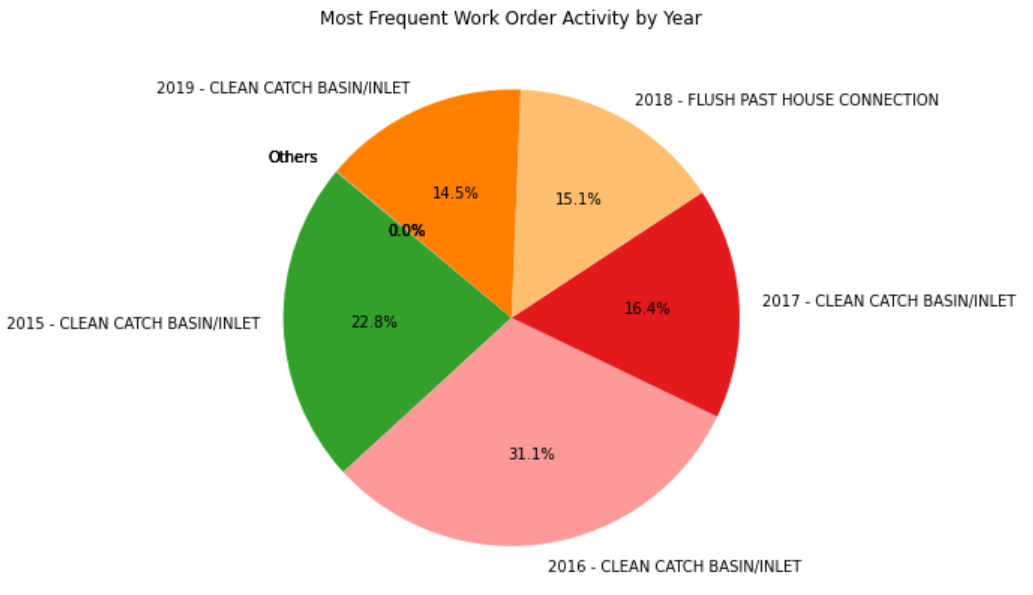 Most Frequent Work Order Activity by Year
2019 - CLEAN CATCH BASIN/INLET
2018 - FLUSH PAST HOUSE CONNECTION
Others
14.5%
15.1%
0.0%
2015 - CLEAN CATCH BASIN/INLET
22.8%
16.4%
2017 - CLEAN CATCH BASIN/INLET
31.1%
2016 - CLEAN CATCH BASIN/INLET